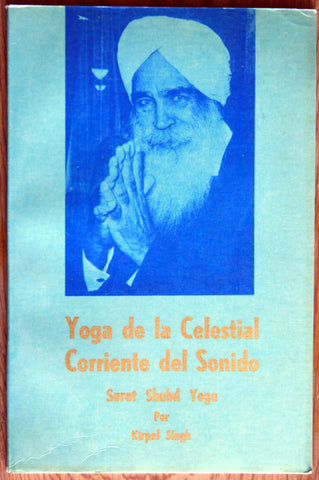 Yoga de la Celestial
Corriente del Sonido
Surat Shabd Yoga
Por
Kirpal Singh